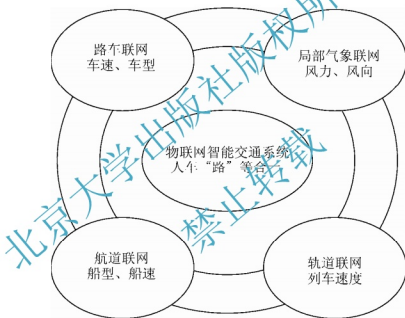 路车联网
车速、车型
局部气象联网
风力、风向
物联网智能交通系统
人车“路”等合
航道联网
船型、船速
轨道联网
列车速度
北京大学出版社版权所
禁止转载